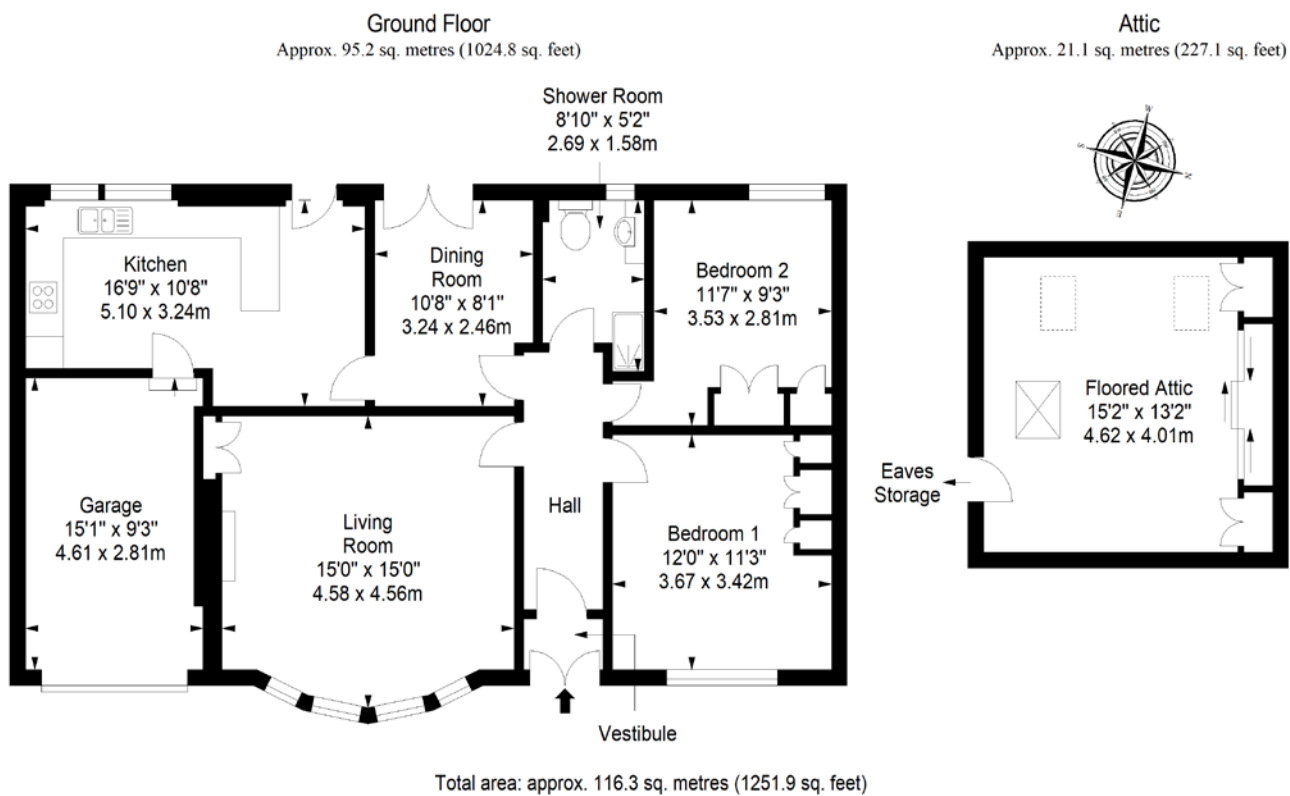 Ground Floor
Approx. 95.2 sq. metres (1024.8 sq. feet)
Attic
Approx. 21.1 sq. metres (227.1 sq. feet)
Shower Room
8'10" x 5'2"
2.69 x 1.58m
W
S
N
E
Kitchen
16'9" x 10'8"
5.10 x 3.24m
Dining
Room
10'8" x 8'1"
3.24 x 2.46m
Bedroom 2
11'7" x 9'3"
3.53 x 2.81m
Floored Attic
15'2" x 13'2"
4.62 x 4.01m
Eaves
Storage
Garage
15'1" x 9'3"
4.61 x 2.81m
Living
Room
15'0" x 15'0"
4.58 x 4.56m
Hall
Bedroom 1
12'0" x 11'3"
3.67 x 3.42m
Vestibule
Total area: approx. 116.3 sq. metres (1251.9 sq. feet)